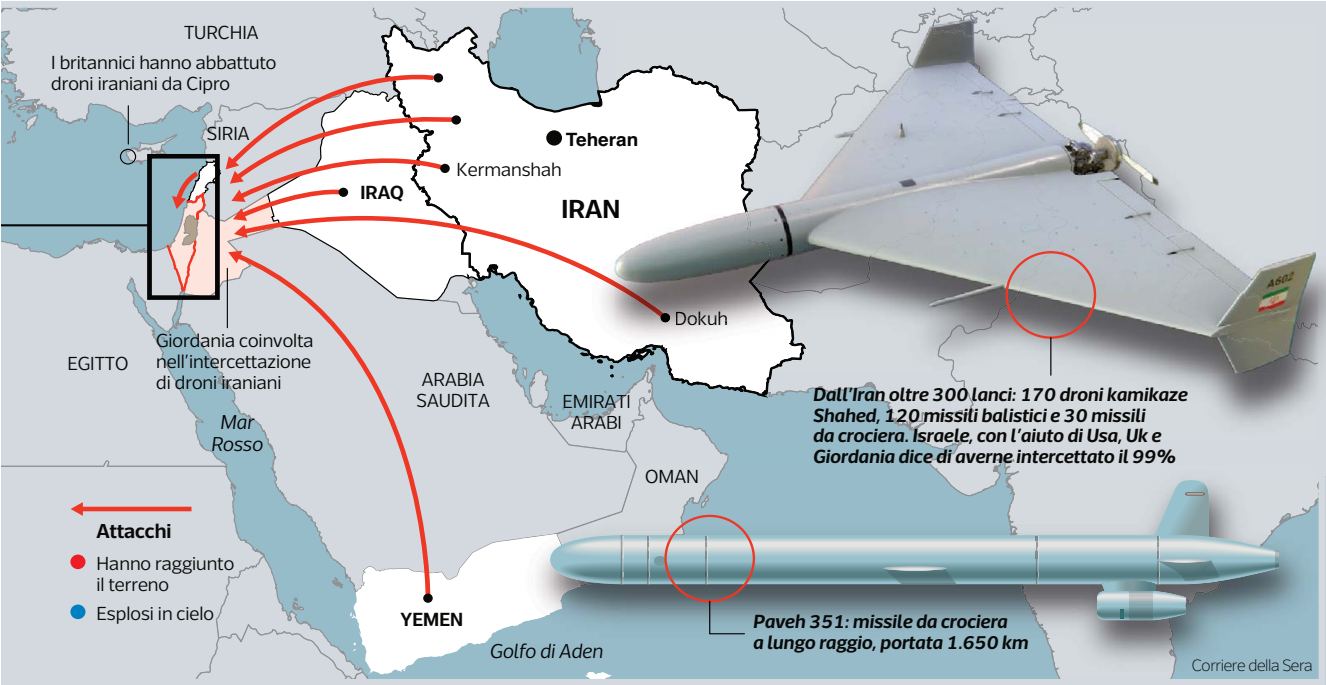 TURCHIA
I britannici hanno abbattuto
droni iraniani da Cipro
SIRIA
Teheran
Kermanshah
IRAQ
IRAN
A602
Dokuh
Giordania coinvolta
nell'intercettazione
di droni iraniani
EGITTO
ARABIA
SAUDITA
EMIRATI
ARABI
Mar
Rosso
OMAN
Dall'Iran oltre 300 lanci: 170 droni kamikaze
Shahed, 120 missili balistici e 30 missili
da crociera. Israele, con l'aiuto di Usa, Uk e
Giordania dice di averne intercettato il 99%
Attacchi
Hanno raggiunto
il terreno
Esplosi in cielo
YEMEN
Golfo di Aden
Paveh 351: missile da crociera
a lungo raggio, portata 1.650 km
Corriere della Sera